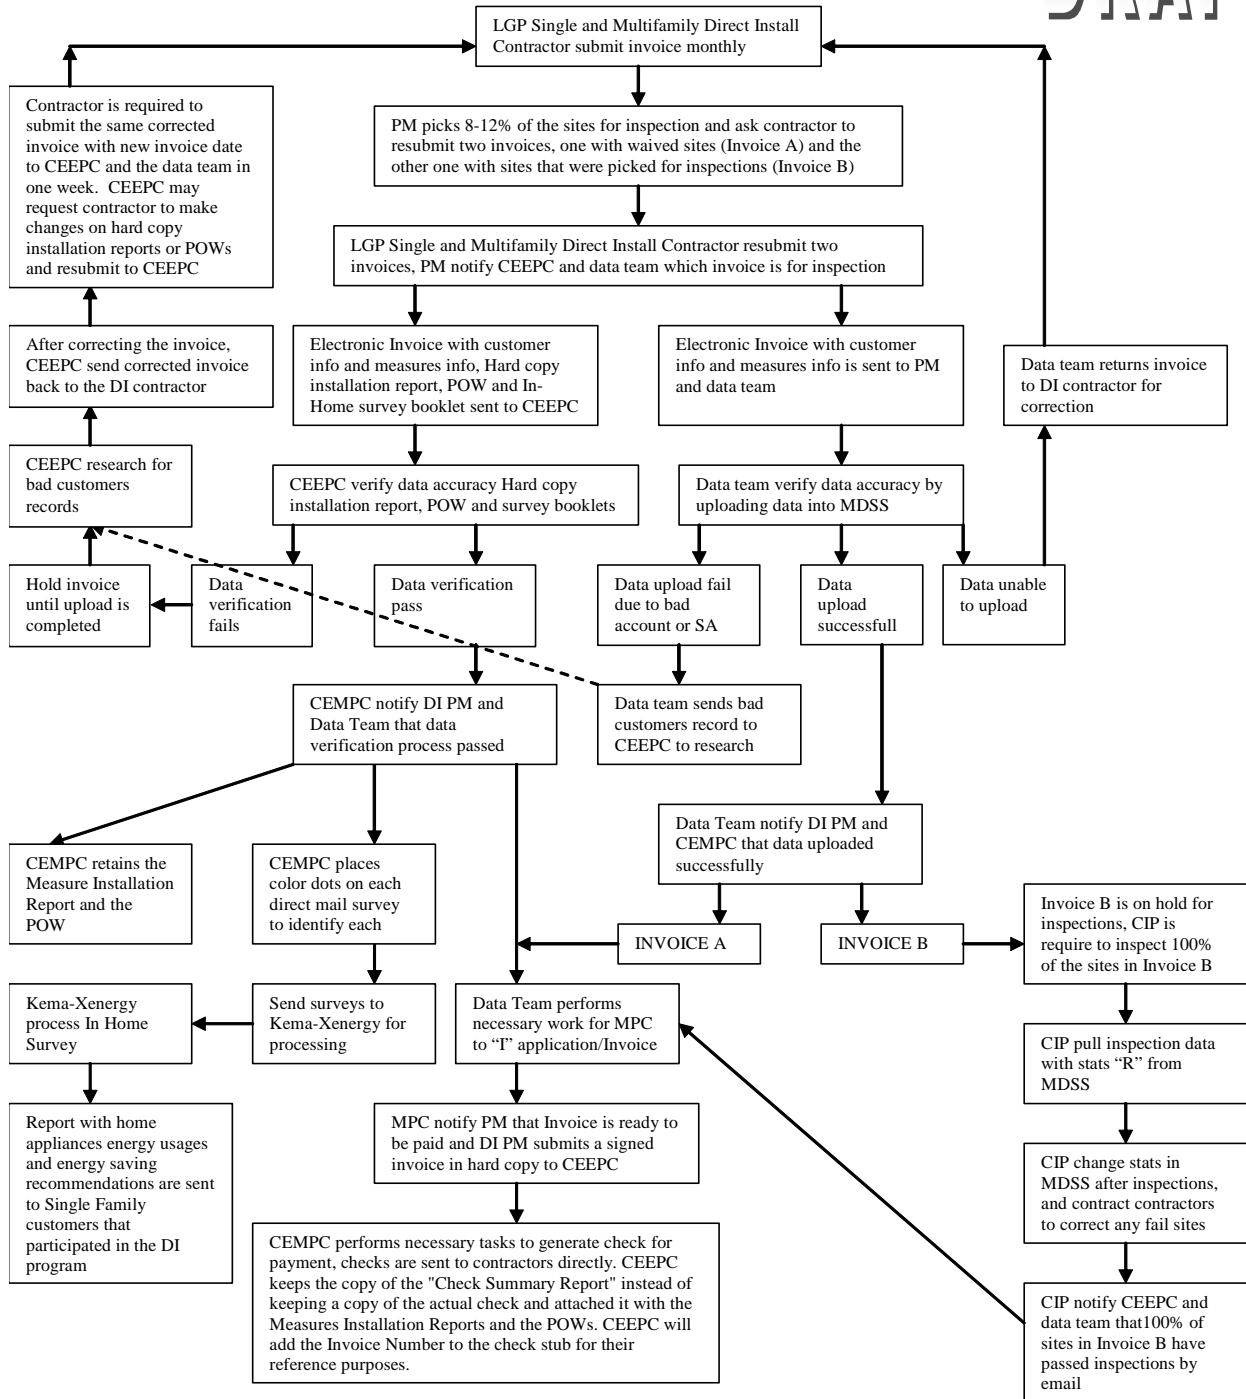 DRAF
LGP Single and Multifamily Direct Install
Contractor submit invoice monthly
Contractor is required to
submit the same corrected
invoice with new invoice date
to CEEPC and the data team in
one week.  CEEPC may
request contractor to make
changes on hard copy
installation reports or POWs
and resubmit to CEEPC
PM picks 8-12% of the sites for inspection and ask contractor to
resubmit two invoices, one with waived sites (Invoice A) and the
other one with sites that were picked for inspections (Invoice B)
LGP Single and Multifamily Direct Install Contractor resubmit two
invoices, PM notify CEEPC and data team which invoice is for inspection
After correcting the invoice,
CEEPC send corrected invoice
back to the DI contractor
Electronic Invoice with customer
info and measures info, Hard copy
installation report, POW and In-
Home survey booklet sent to CEEPC
Electronic Invoice with customer
info and measures info is sent to PM
and data team
Data team returns invoice
to DI contractor for
correction
CEEPC research for
bad customers
records
CEEPC verify data accuracy Hard copy
installation report, POW and survey booklets
Data team verify data accuracy by
uploading data into MDSS
Hold invoice
until upload is
completed
Data
verification
fails
Data verification
pass
Data upload fail
due to bad
account or SA
Data
upload
successfull
Data unable
to upload
CEMPC notify DI PM and
Data Team that data
verification process passed
Data team sends bad
customers record to
CEEPC to research
Data Team notify DI PM and
CEMPC that data uploaded
successfully
CEMPC retains the
Measure Installation
Report and the
POW
CEMPC places
color dots on each
direct mail survey
to identify each
INVOICE A
INVOICE B
Invoice B is on hold for
inspections, CIP is
require to inspect 100%
of the sites in Invoice B
Kema-Xenergy
process In Home
Survey
Send surveys to
Kema-Xenergy for
processing
Data Team performs
necessary work for MPC
to “I” application/Invoice
CIP pull inspection data
with stats “R” from
MDSS
Report with home
appliances energy usages
and energy saving
recommendations are sent
to Single Family
customers that
participated in the DI
program
MPC notify PM that Invoice is ready to
be paid and DI PM submits a signed
invoice in hard copy to CEEPC
CIP change stats in
MDSS after inspections,
and contract contractors
to correct any fail sites
CEMPC performs necessary tasks to generate check for
payment, checks are sent to contractors directly. CEEPC
keeps the copy of the "Check Summary Report" instead of
keeping a copy of the actual check and attached it with the
Measures Installation Reports and the POWs. CEEPC will
add the Invoice Number to the check stub for their
reference purposes.
CIP notify CEEPC and
data team that100% of
sites in Invoice B have
passed inspections by
email